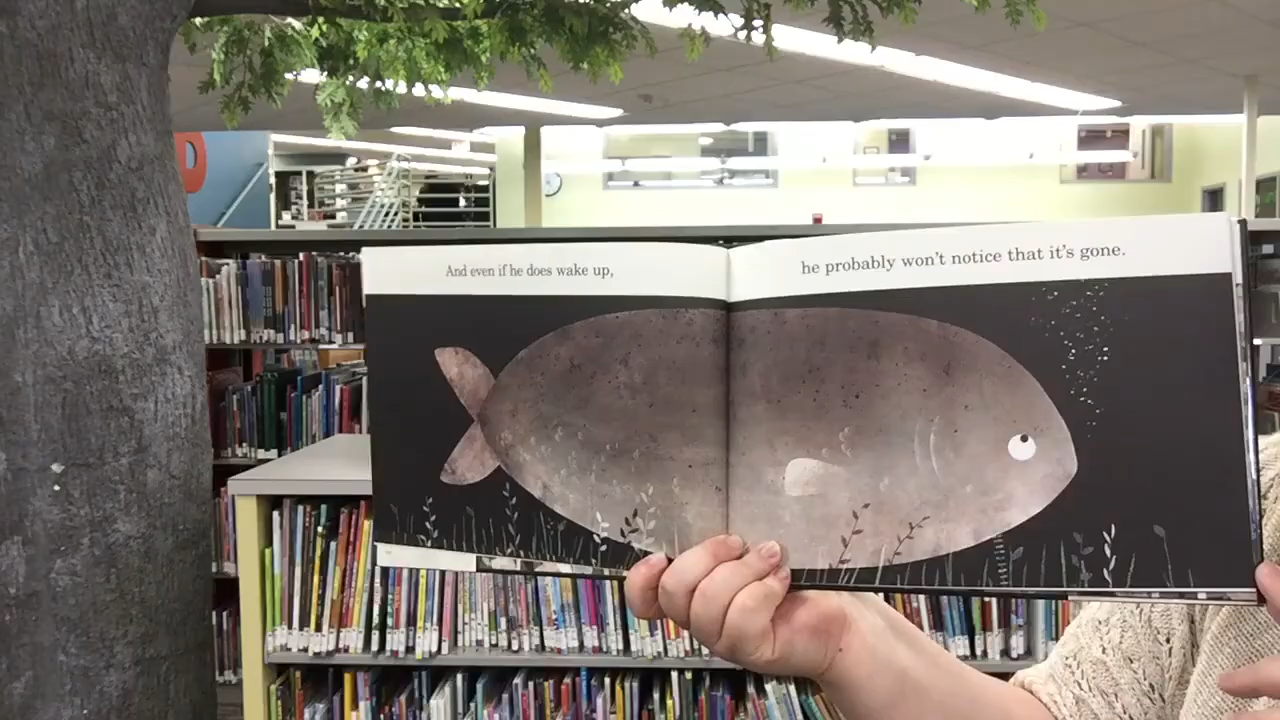 D
And even if he does wake up,
he probably won't notice that it's gone.